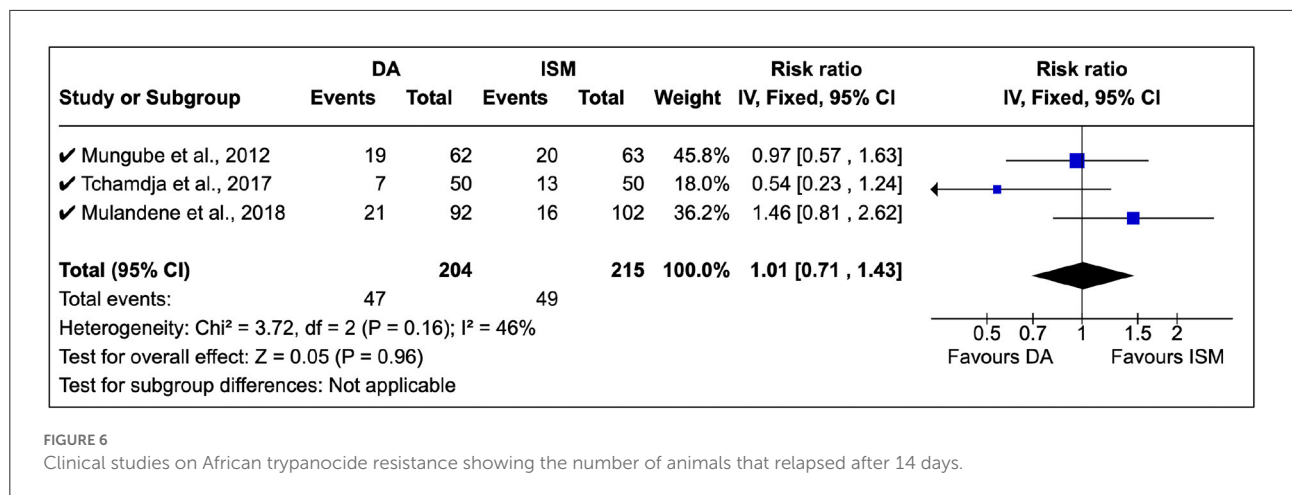 DA ISM Risk ratio Risk ratio
Study or Subgroup Events Total Events Total Weight IV, Fixed, 95% CI IV, Fixed, 95% CI
✔ Mungube et al., 2012 19 62 20 63 45.8% 0.97 [0.57 , 1.63]
✔ Tchamdja et al., 2017 7 50 13 50 18.0% 0.54 [0.23 , 1.24]
✔ Mulandene et al., 2018 21 92 16 102 36.2% 1.46 [0.81 , 2.62]
Total (95% CI) 204 215 100.0% 1.01 [0.71 , 1.43]
Total events: 47 49
Heterogeneity: Chi² = 3.72, df = 2 (P = 0.16); I² = 46%
Test for overall effect: Z = 0.05 (P = 0.96)
Test for subgroup differences: Not applicable
0.5 0.7 1 1.5 2
Favours DA Favours ISM
FIGURE 6
Clinical studies on African trypanocide resistance showing the number of animals that relapsed after 14 days.